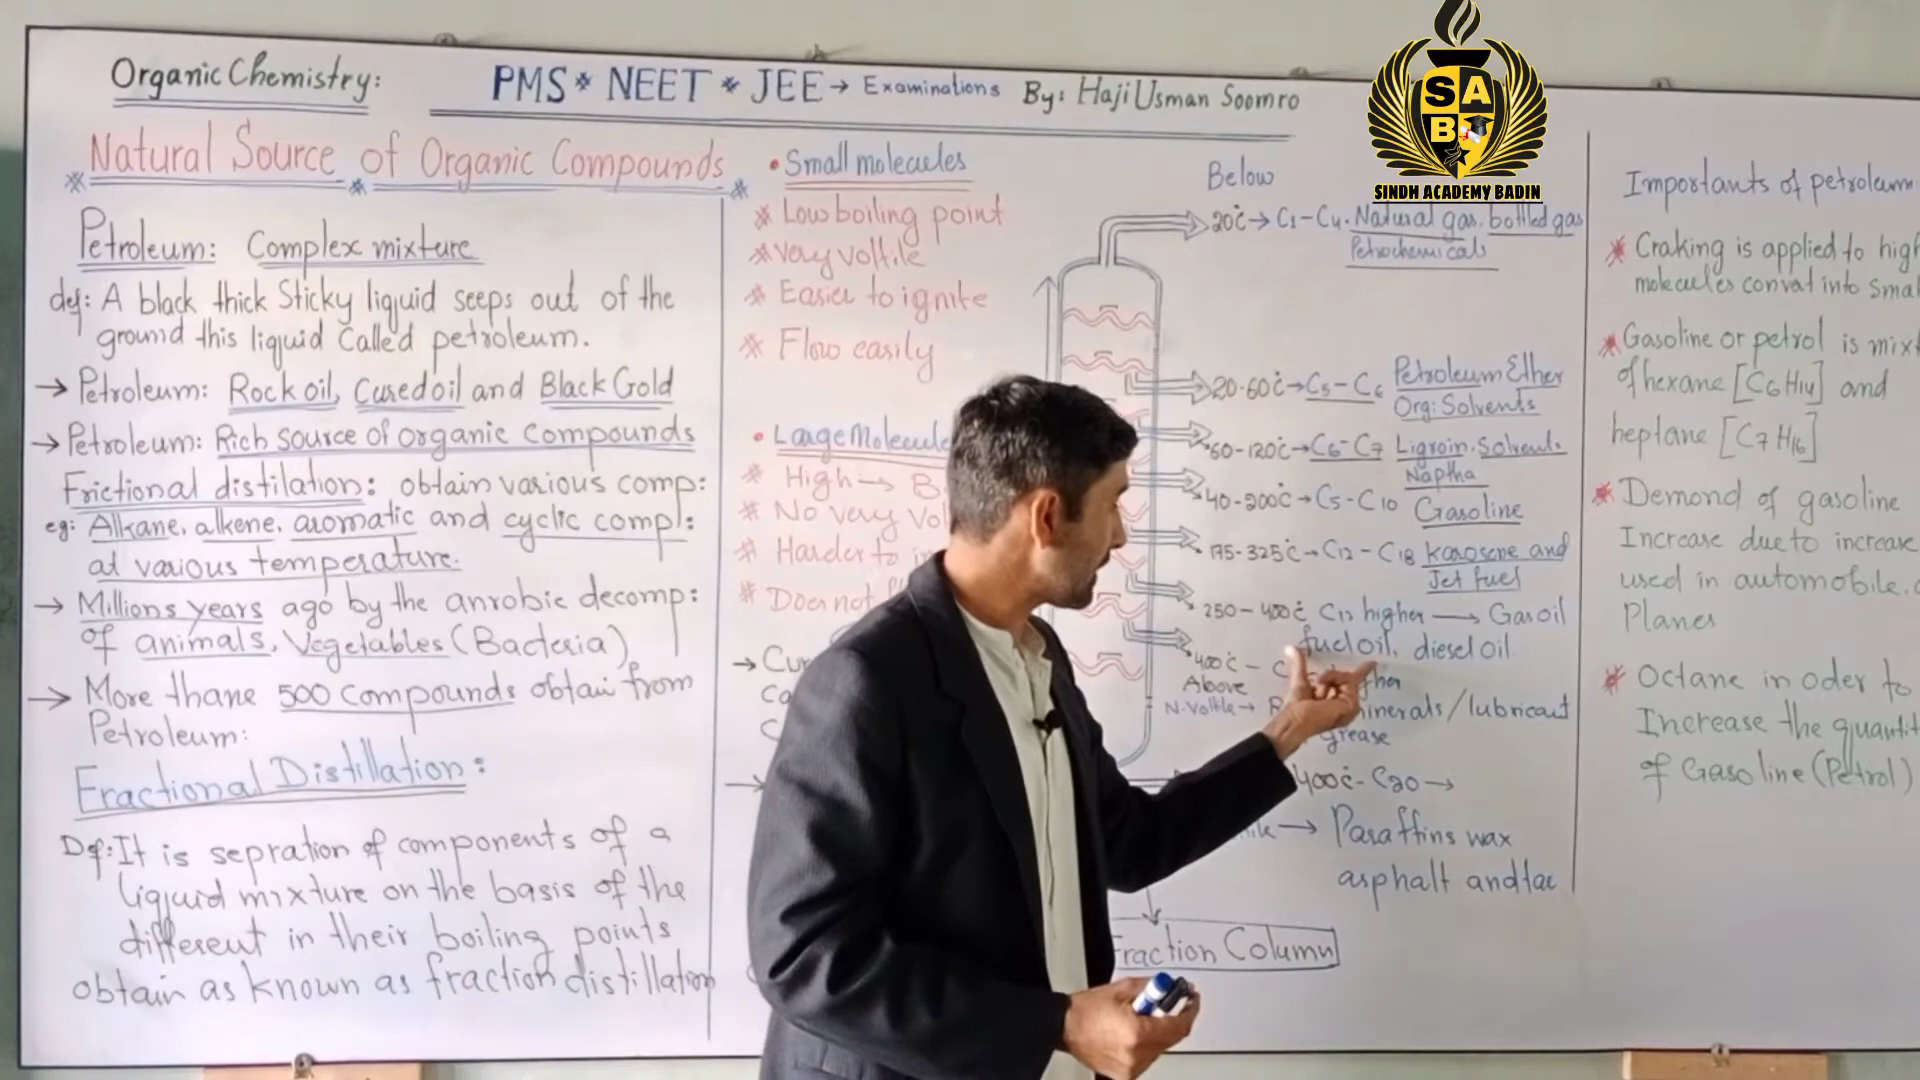 Organic Chemistry:
PMS * NEET * JEE → Examinations By: Haji Usman Soomro
Natural Source of Organic Compounds
Petroleum: Complex mixture
def: A black thick Sticky liquid seeps out of the
ground this liquid Called petroleum.
→ Petroleum: Rock oil, Cured oil and Black Gold
→ Petroleum: Rich source of organic compounds
Frictional distilation: obtain various comp:
eg: Alkane, alkene, aromatic and cyclic compl:
at various temperature.
→ Millions years ago by the anrobic decomp:
of animals, Vegetables (Bacteria)
→ More thane 500 compounds obtain from
Petroleum:
Fractional Distillation:
Def: It is sepration of components of a
liquid mixture on the basis of the
different in their boiling points
obtain as known as fraction distillation
• Small molecules
* Low boiling point
* Very voltile
* Easier to ignite
* Flow easily
• Large Molecule
* High → B
* No very Vol
* Harder to
* Does not
Below
20°C → C1-C4. Natural gas. bottled gas
Petrochemicals
20-60°C → C5-C6 Petroleum Ether
Org: Solvents
60-120°C → C6-C7 Ligroin. Solvent.
Naptha
40-200°C → C5-C10 Gasoline
175-325°C → C12-C18 Karosene and
Jet fuel
250-400°C C12 higher → Gas oil
fuel oil, diesel oil
400°C -
Above
N. Voltile → minerals/lubricant
grease
400°C - C20 →
→ Paraffins wax
asphalt and tar
Fraction Column
Importants of petroleum
* Craking is applied to high
molecules convat into Smal
* Gasoline or petrol is mixt
of hexane [C6H14] and
heptane [C7H16]
* Demond of gasoline
Increase due to increase
used in automobile.
Planes
* Octane in oder to
Increase the quantit
of Gasoline (Petrol)
SAB
SINDH ACADEMY BADIN